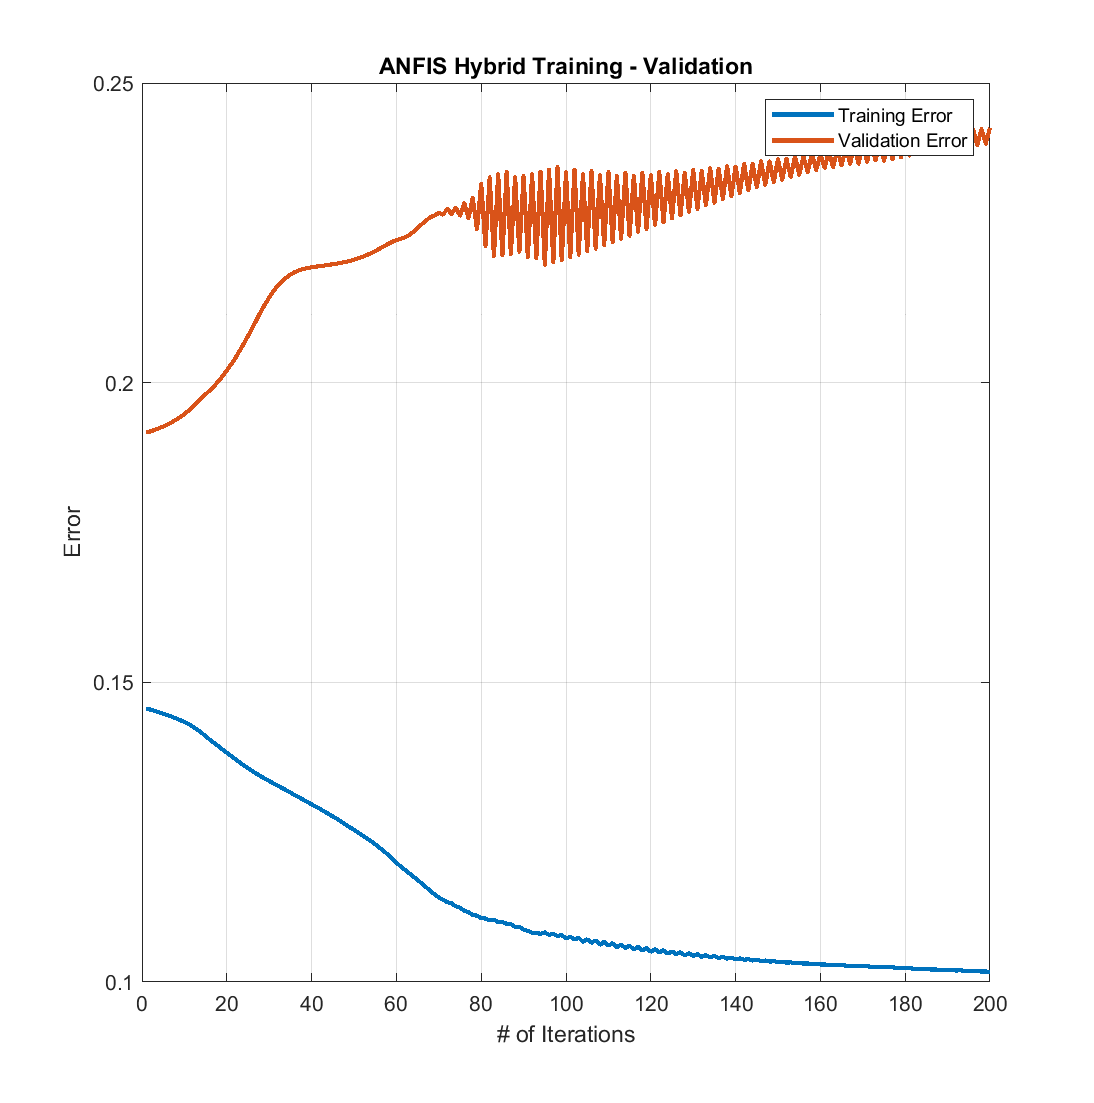 ANFIS Hybrid Training - Validation
0.25
Training Error
Validation Error
0.2
Error
0.15
0.1
0 20 40 60 80 100 120 140 160 180 200
# of Iterations